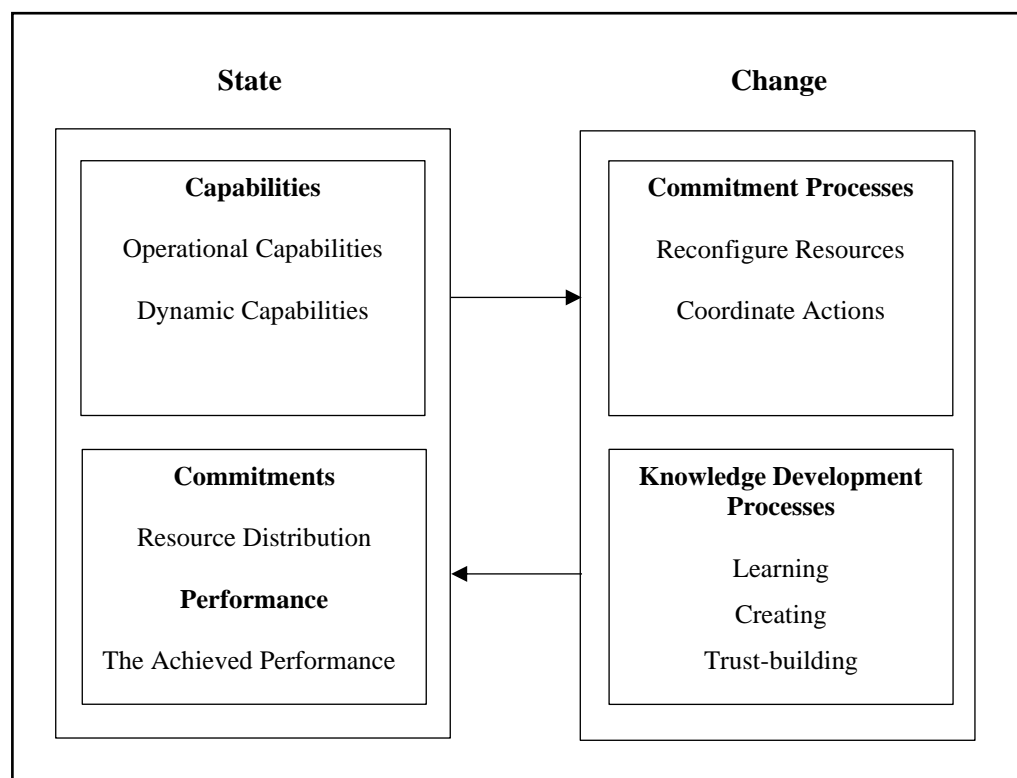 State
Change
Capabilities
Operational Capabilities
Dynamic Capabilities
Commitment Processes
Reconfigure Resources
Coordinate Actions
Commitments
Resource Distribution
Performance
The Achieved Performance
Knowledge Development
Processes
Learning
Creating
Trust-building